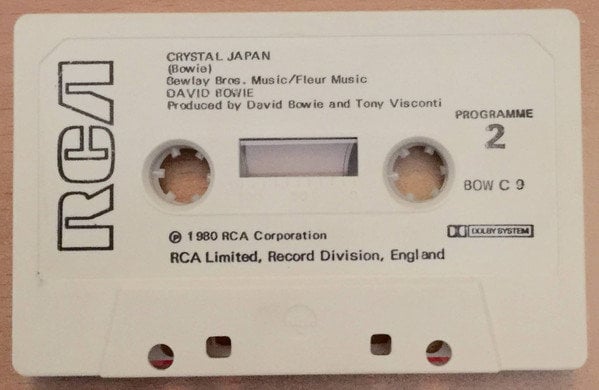 RCA
CRYSTAL JAPAN
(Bowie)
Bewlay Bros. Music/Fleur Music
DAVID BOWIE
Produced by David Bowie and Tony Visconti
PROGRAMME
2
BOW C 9
Ⓟ 1980 RCA Corporation
DOLBY SYSTEM
RCA Limited, Record Division, England